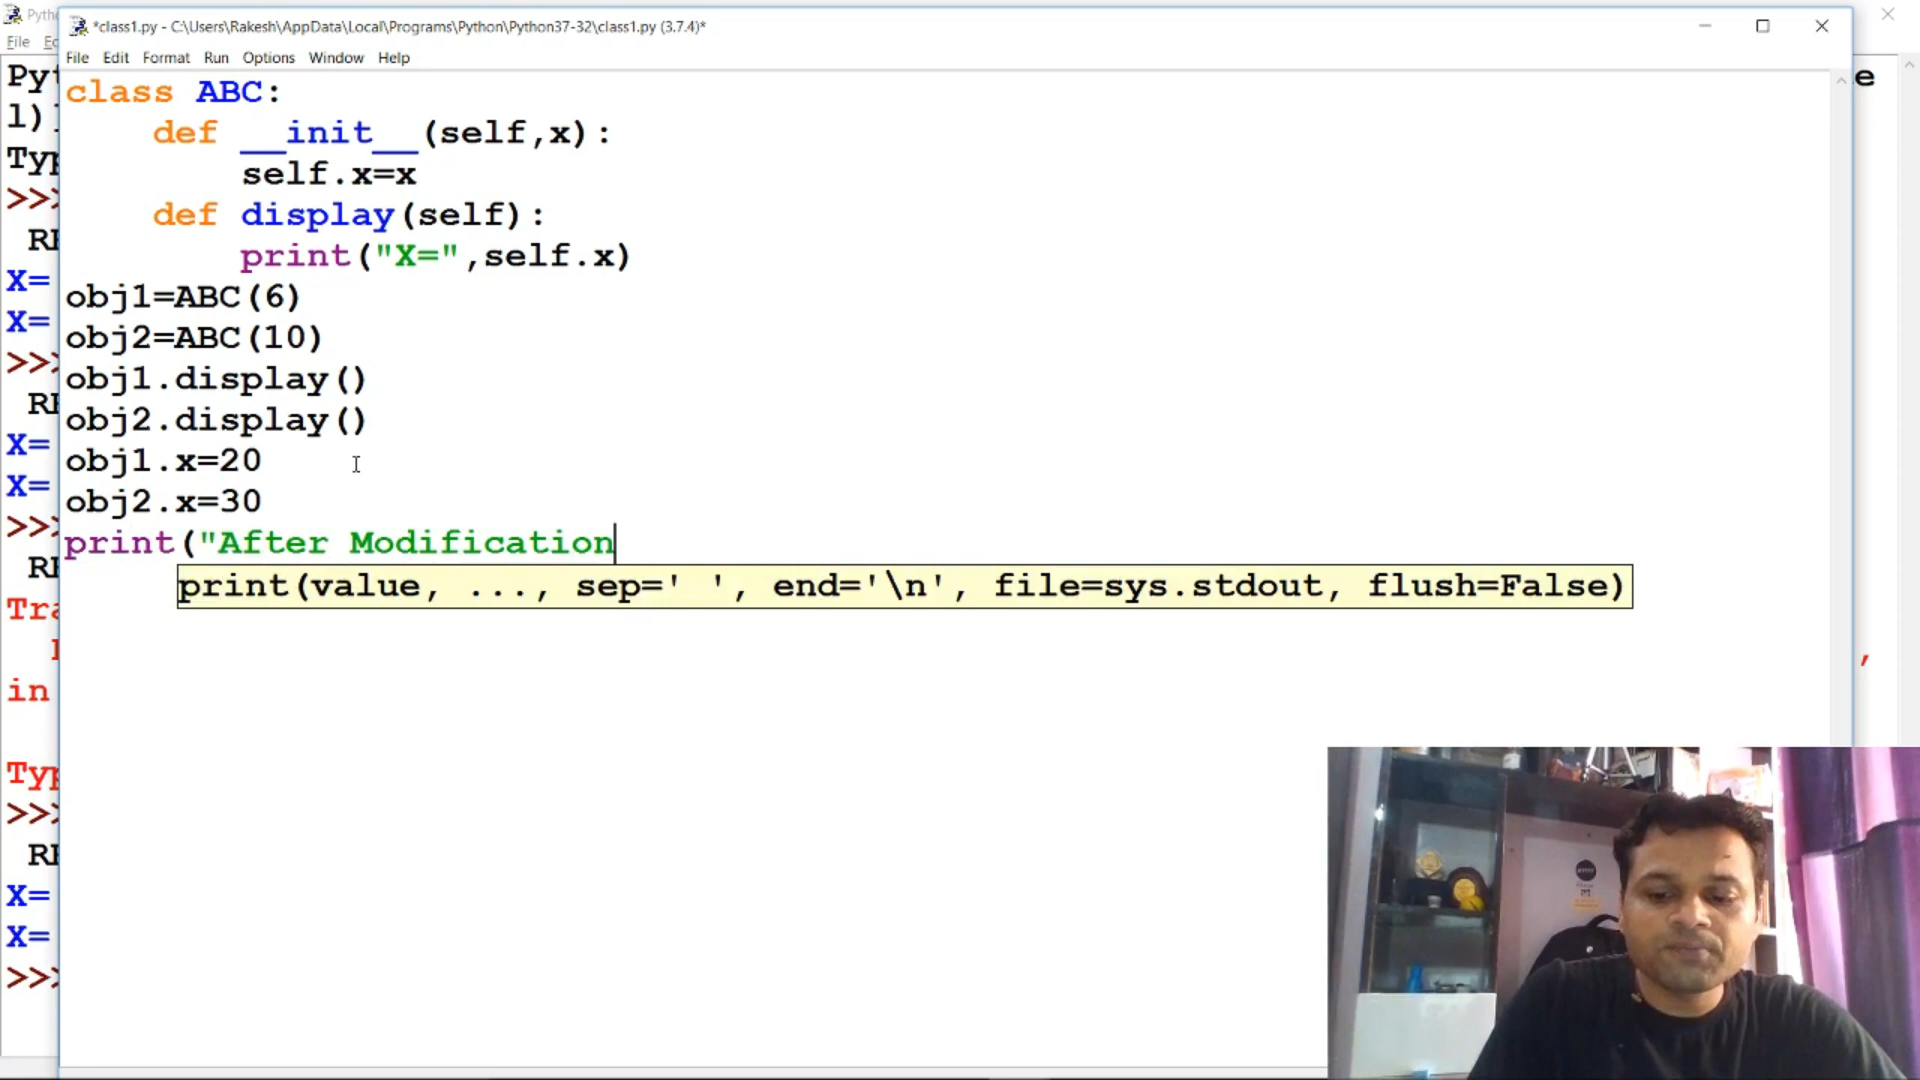 *class1.py - C:\Users\Rakesh\AppData\Local\Programs\Python\Python37-32\class1.py (3.7.4)*
File Edit Format Run Options Window Help
class ABC:
def __init__(self,x):
self.x=x
def display(self):
print("X=",self.x)
obj1=ABC(6)
obj2=ABC(10)
obj1.display()
obj2.display()
obj1.x=20
obj2.x=30
print("After Modification
print(value, ..., sep=' ', end='\n', file=sys.stdout, flush=False)
File
l)
>>>
X=
X=
>>>
X=
X=
>>>
in
>>>
X=
X=
>>>